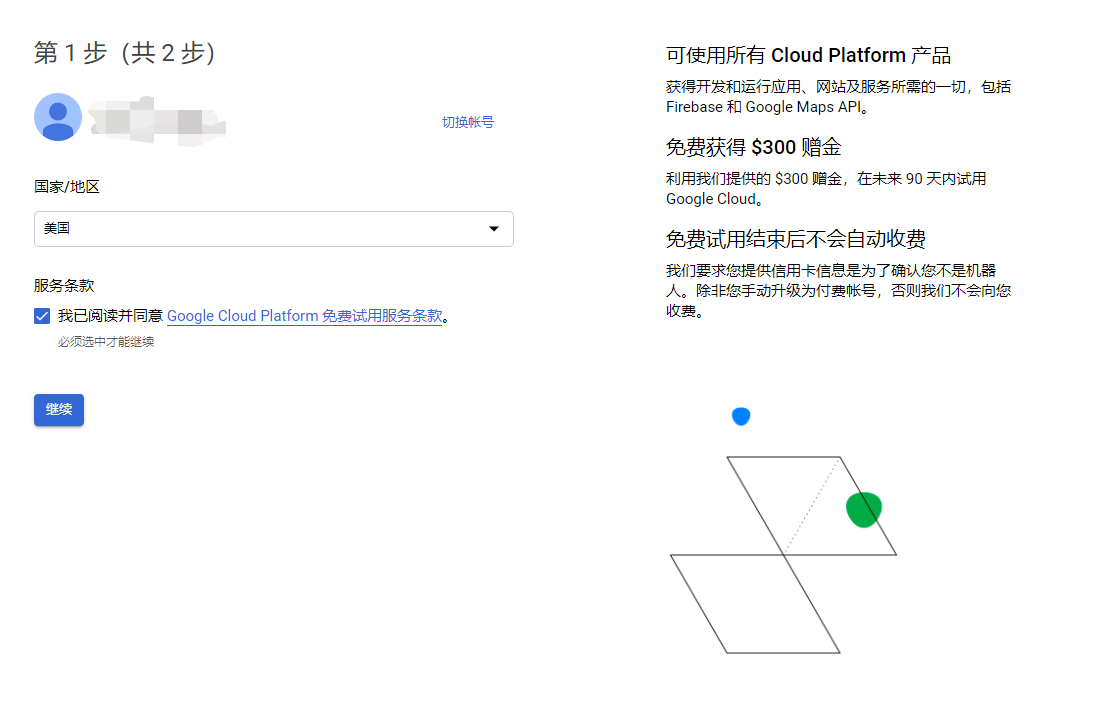 第 1 步（共 2 步）
切换帐号
国家/地区
美国
服务条款
我已阅读并同意 Google Cloud Platform 免费试用服务条款。
必须选中才能继续
继续
可使用所有 Cloud Platform 产品
获得开发和运行应用、网站及服务所需的一切，包括
Firebase 和 Google Maps API。
免费获得 $300 赠金
利用我们提供的 $300 赠金，在未来 90 天内试用
Google Cloud。
免费试用结束后不会自动收费
我们要求您提供信用卡信息是为了确认您不是机器
人。除非您手动升级为付费帐号，否则我们不会向您
收费。